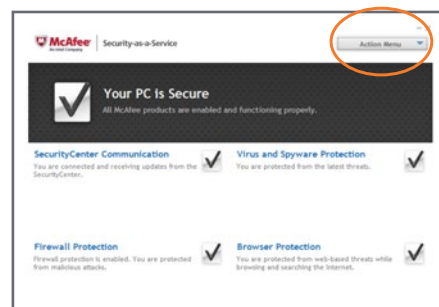 McAfee
An Intel Company
Security-as-a-Service
Action Menu
Your PC is Secure
All McAfee products are enabled and functioning properly.
SecurityCenter Communication
You are connected and receiving updates from the
SecurityCenter.
Virus and Spyware Protection
You are protected from the latest threats.
Firewall Protection
Firewall protection is enabled. You are protected
from malicious attacks.
Browser Protection
You are protected from web-based threats while
browsing and searching the Internet.